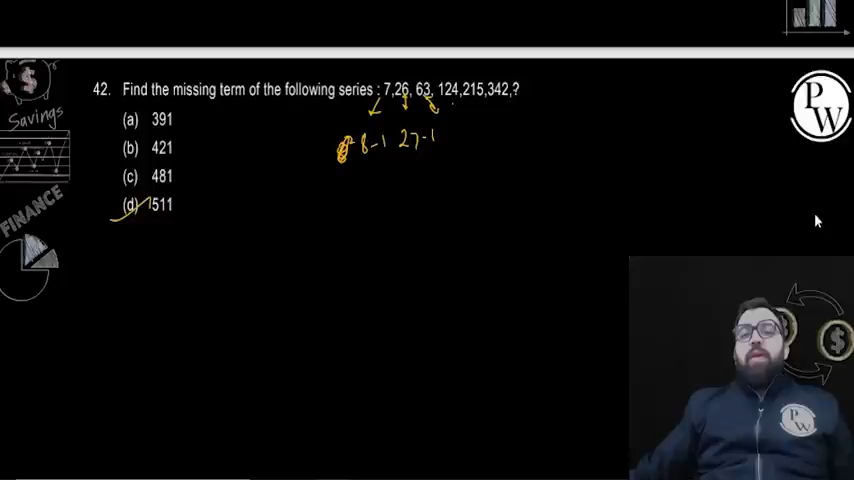 42. Find the missing term of the following series : 7,26, 63, 124,215,342,?
(a) 391
(b) 421
(c) 481
(d) 511
8-1 27-1
Savings
FINANCE
PW
PW